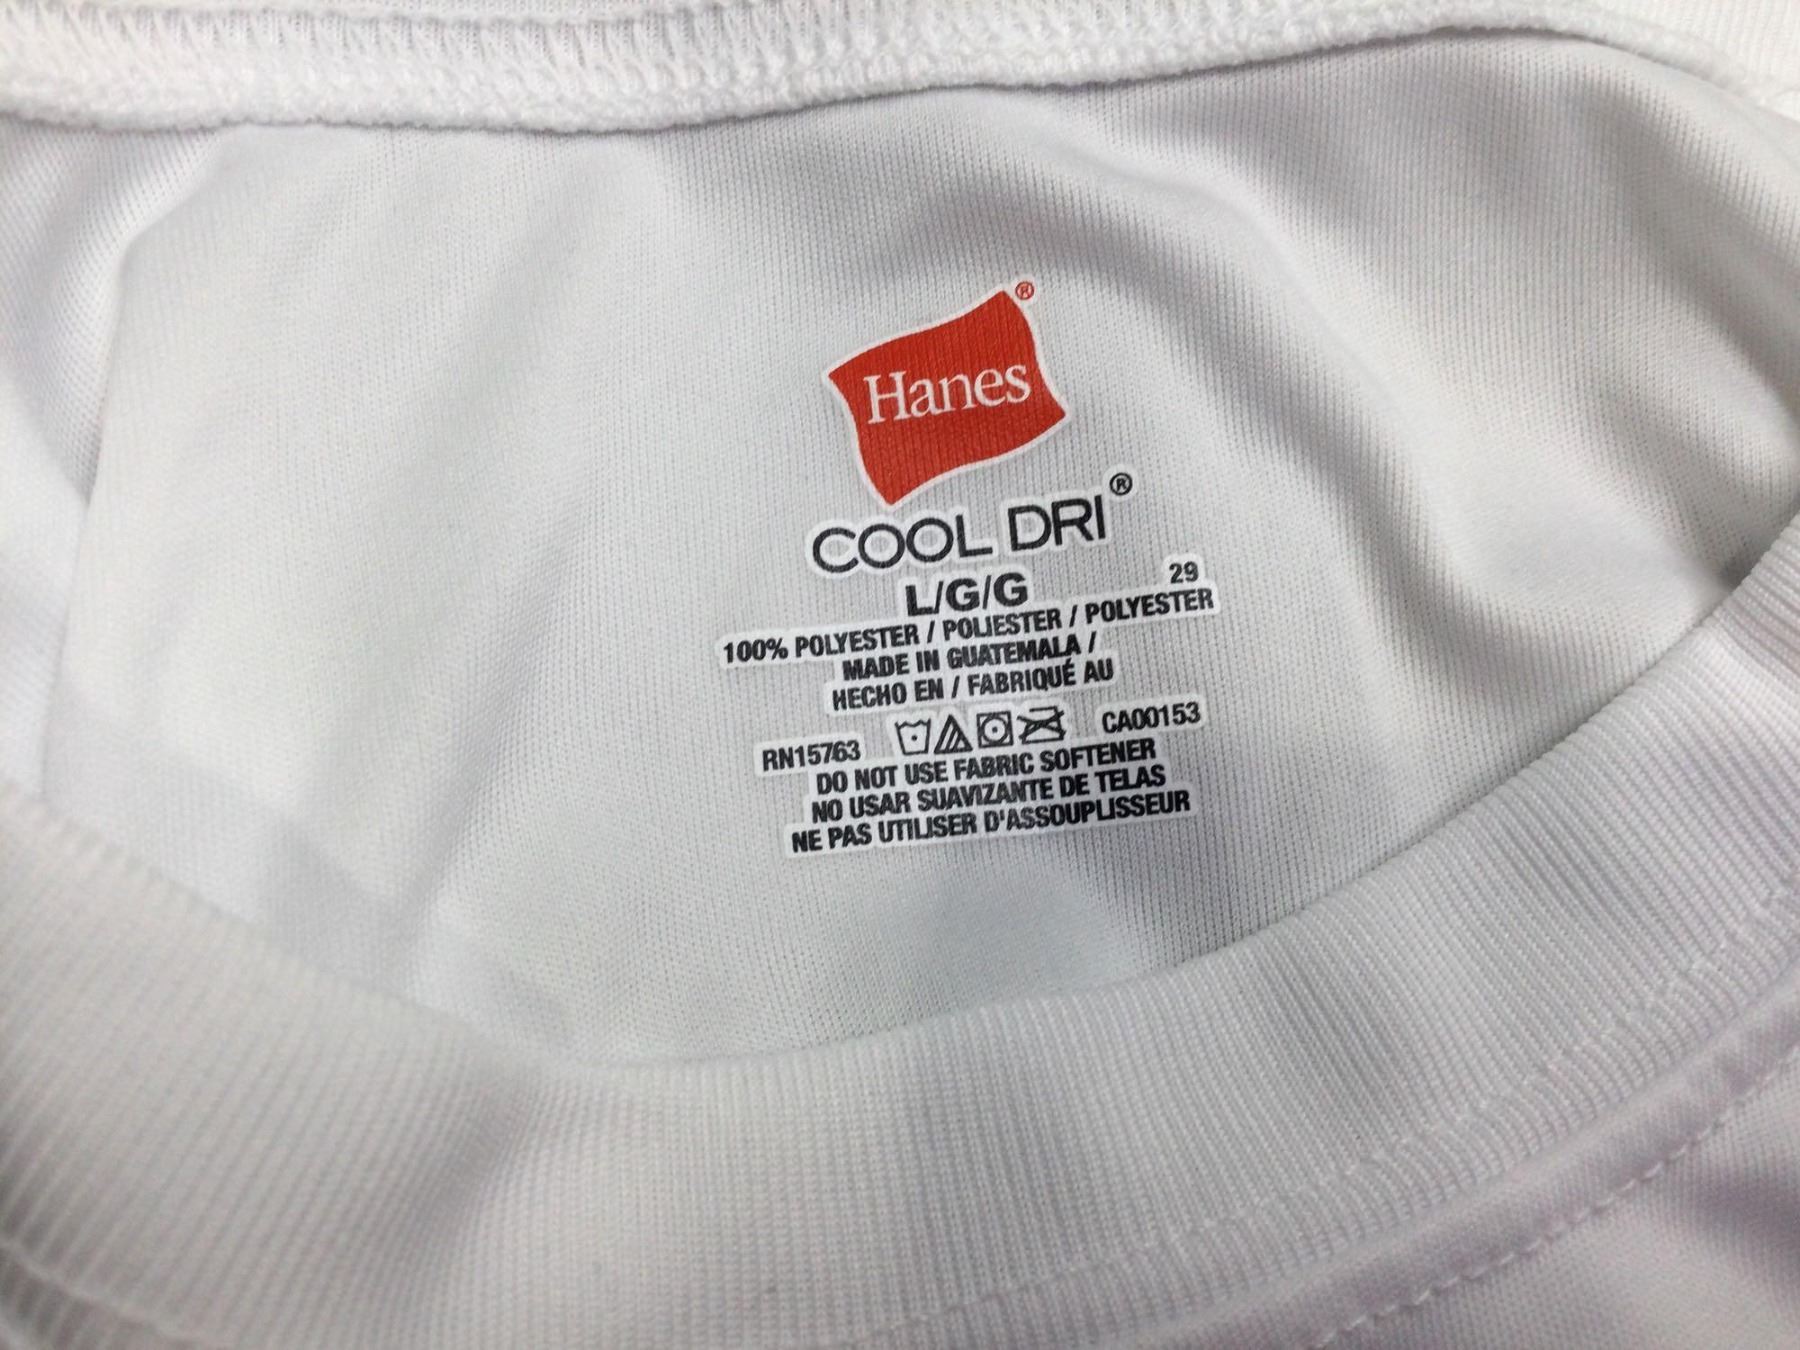 Hanes®
COOL DRI®
L/G/G 29
100% POLYESTER / POLIESTER / POLYESTER
MADE IN GUATEMALA /
HECHO EN / FABRIQUÉ AU
RN15763 CA00153
DO NOT USE FABRIC SOFTENER
NO USAR SUAVIZANTE DE TELAS
NE PAS UTILISER D'ASSOUPLISSEUR